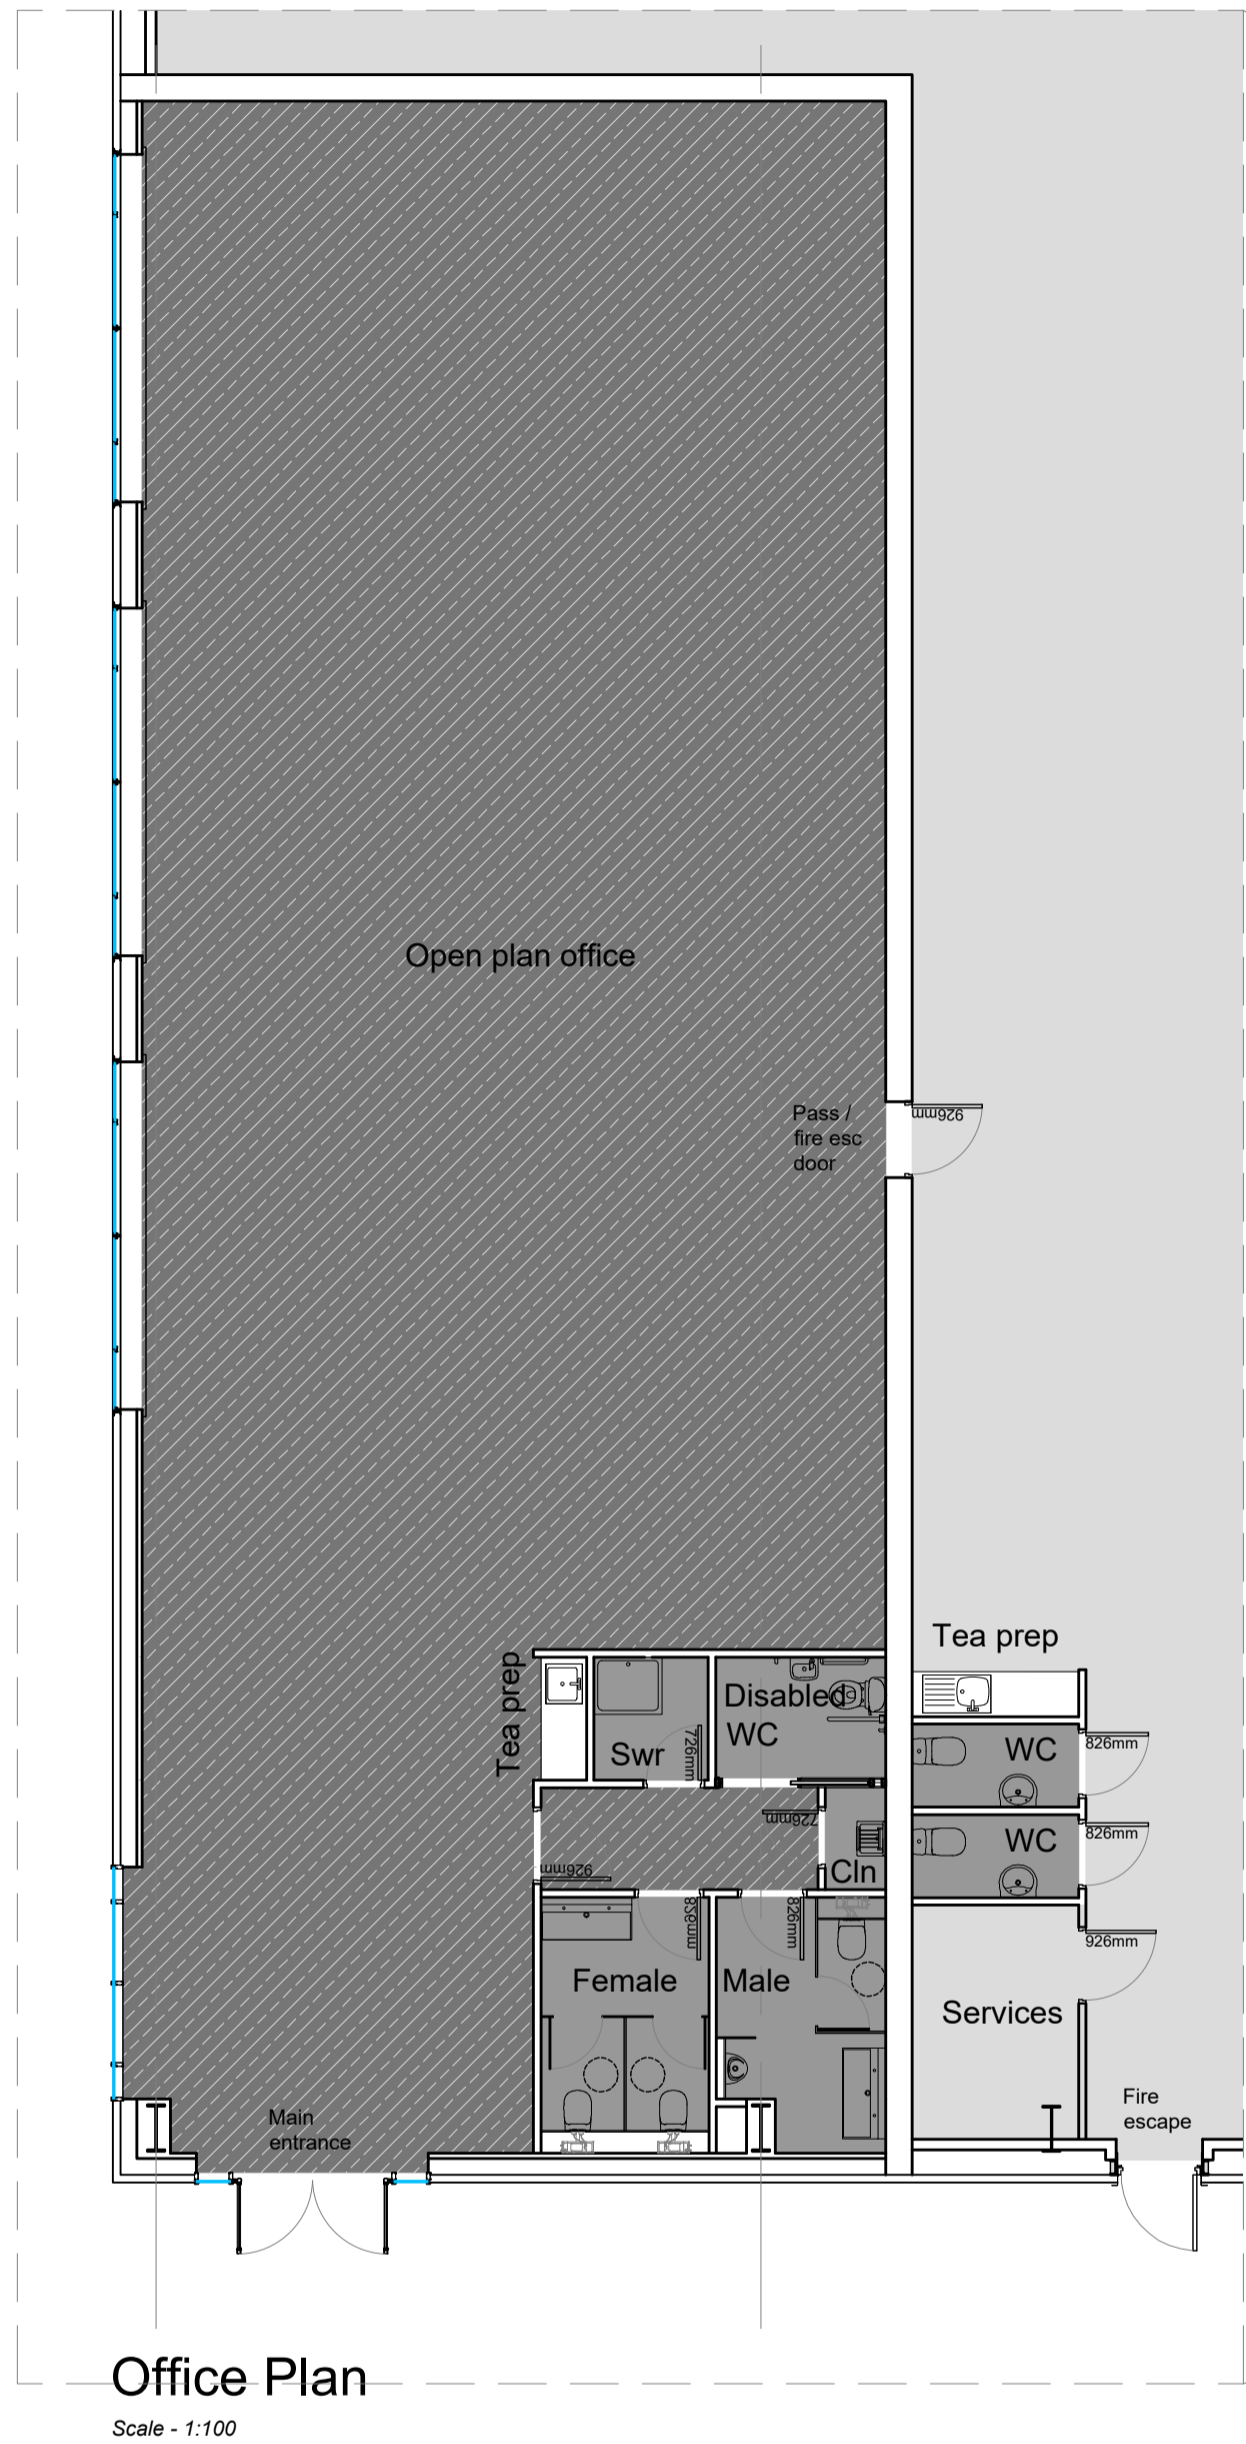 Open plan office
Pass /
fire esc
door
926mm
Tea prep
Tea prep
Disabled
WC
Swr
726mm
WC
826mm
726mm
WC
826mm
Cln
926mm
826mm
826mm
Female
Male
926mm
Services
Main
entrance
Fire
escape
Office Plan
Scale - 1:100